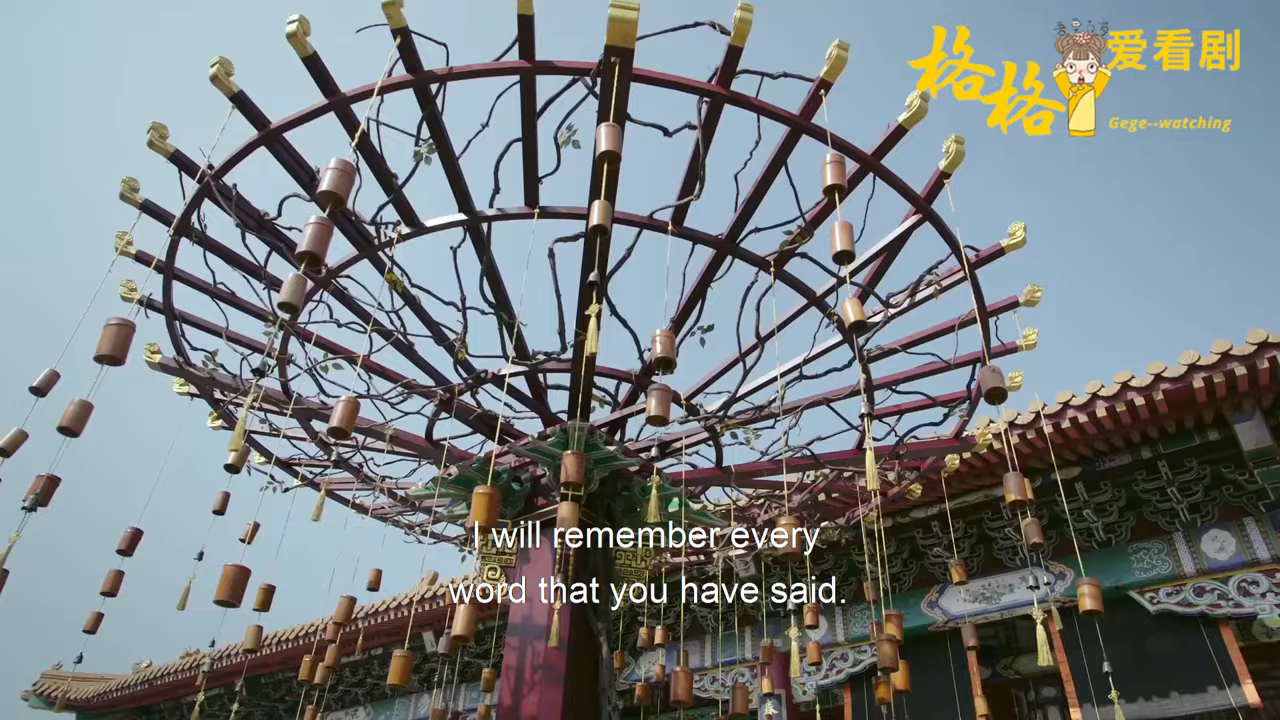 格格爱看剧
Gege--watching
I will remember every
word that you have said.